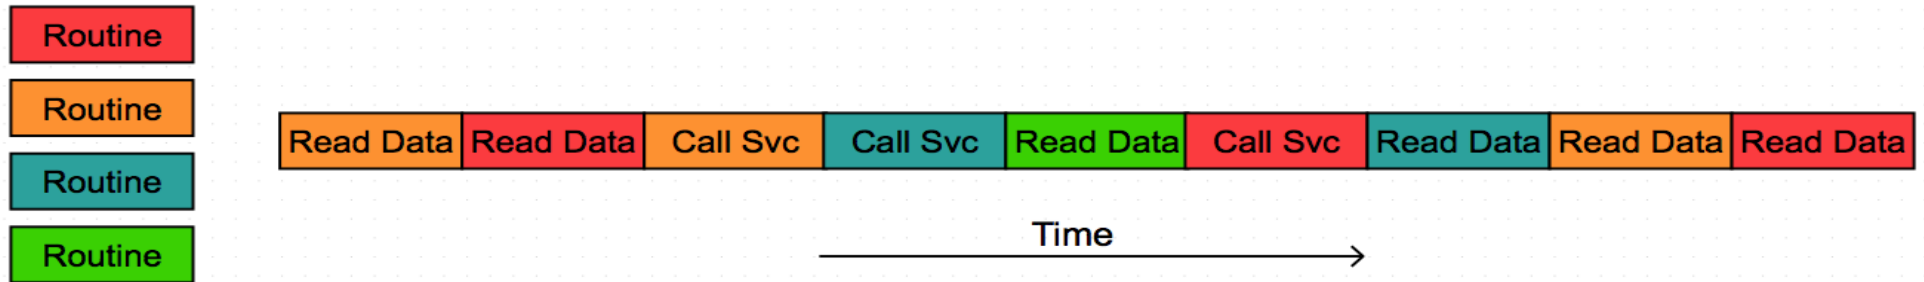 Routine
Routine
Routine
Routine
Read Data Read Data Call Svc Call Svc Read Data Call Svc Read Data Read Data Read Data
Time